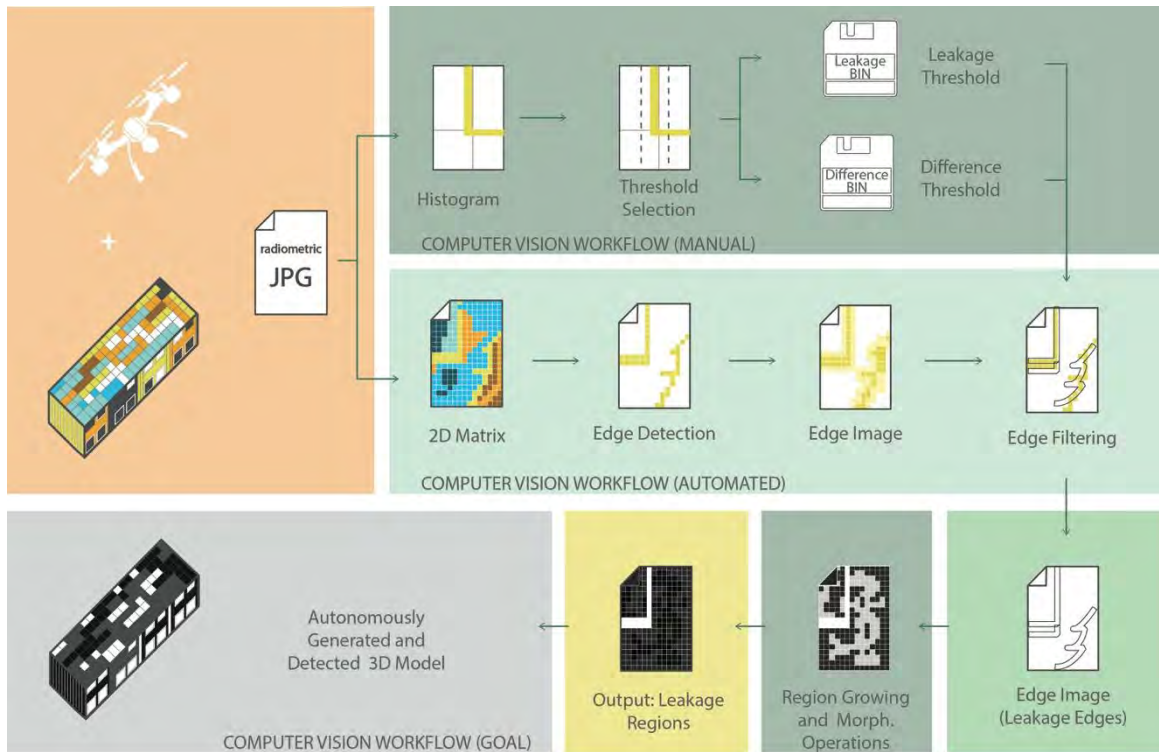 radiometric
JPG
Histogram
Threshold
Selection
Leakage
BIN
Leakage
Threshold
Difference
BIN
Difference
Threshold
COMPUTER VISION WORKFLOW (MANUAL)
2D Matrix
Edge Detection
Edge Image
Edge Filtering
COMPUTER VISION WORKFLOW (AUTOMATED)
Autonomously
Generated and
Detected 3D Model
COMPUTER VISION WORKFLOW (GOAL)
Output: Leakage
Regions
Region Growing
and Morph.
Operations
Edge Image
(Leakage Edges)